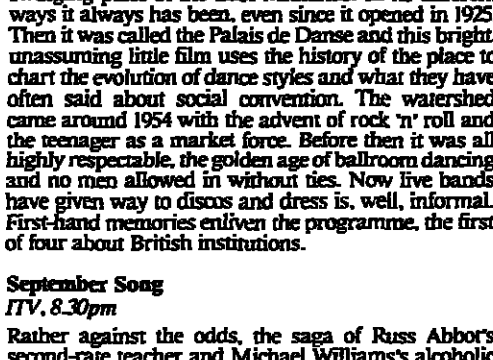 ways it always has been, even since it opened in 1925
Then it was called the Palais de Danse and this bright,
unassuming little film uses the history of the place to
chart the evolution of dance styles and what they have
often said about social convention. The watershed
came around 1954 with the advent of rock 'n' roll and
the teenager as a market force. Before then it was all
highly respectable, the golden age of ballroom dancing
and no men allowed in without ties. Now live bands
have given way to discos and dress is, well, informal.
First-hand memories enliven the programme, the first
of four about British institutions.
September Song
ITV, 8.30pm
Rather against the odds, the saga of Russ Abbot's
second-rate teacher and Michael Williams's alcoholic